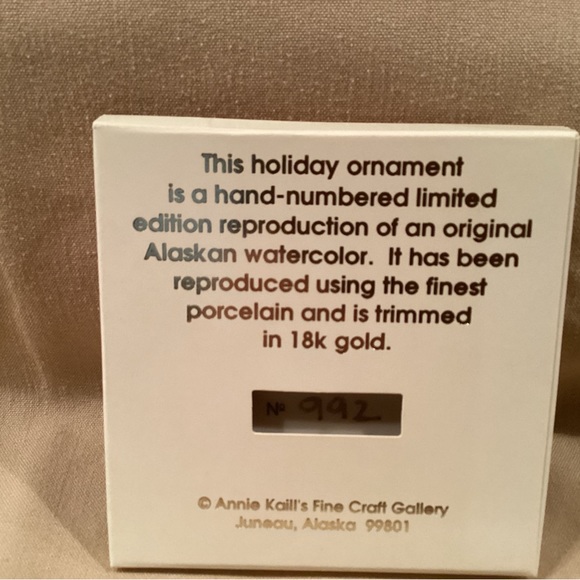 This holiday ornament
is a hand-numbered limited
edition reproduction of an original
Alaskan watercolor. It has been
reproduced using the finest
porcelain and is trimmed
in 18k gold.
Nº 992
© Annie Kaill's Fine Craft Gallery
Juneau, Alaska 99801